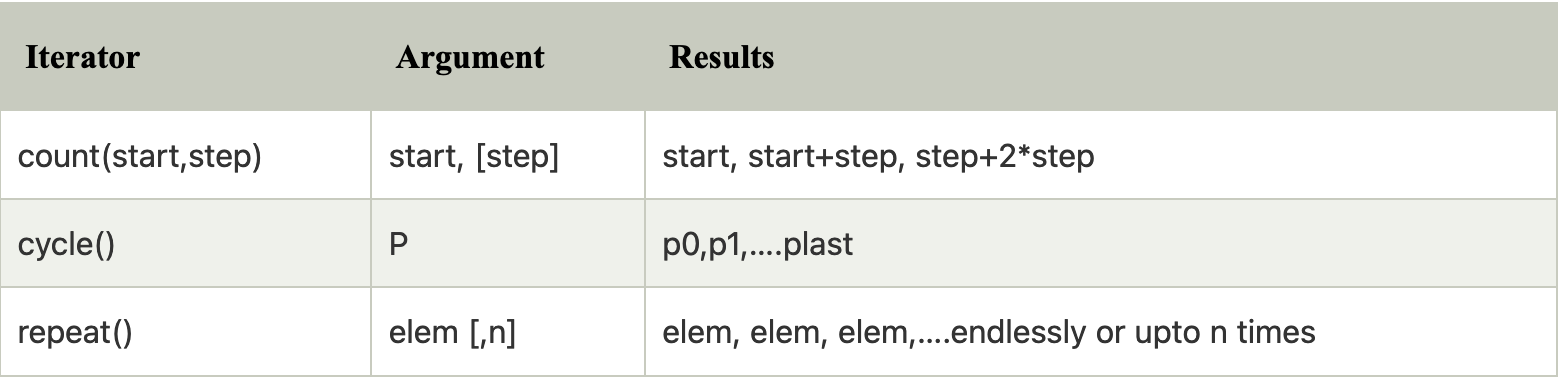 Iterator Argument Results
count(start,step) start, [step] start, start+step, step+2*step
cycle() P p0,p1,....plast
repeat() elem [,n] elem, elem, elem,....endlessly or upto n times